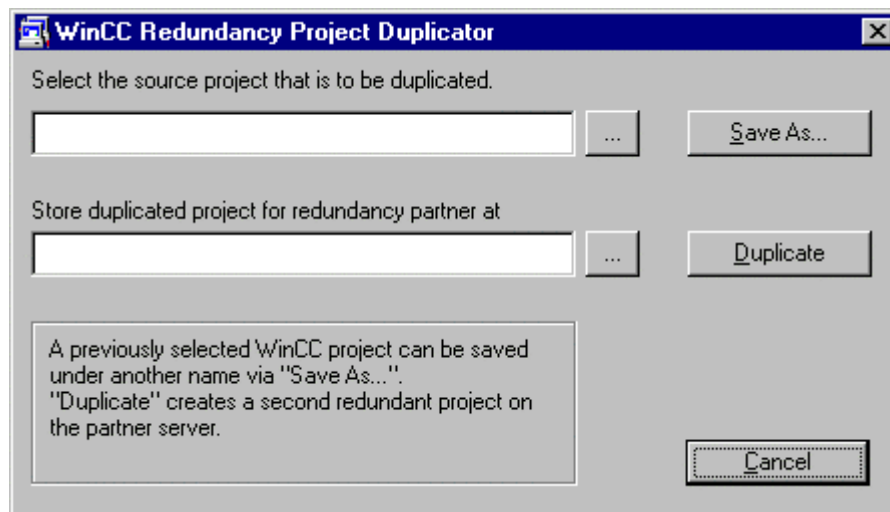 WinCC Redundancy Project Duplicator
Select the source project that is to be duplicated.
...
Save As...
Store duplicated project for redundancy partner at
...
Duplicate
A previously selected WinCC project can be saved
under another name via "Save As...".
"Duplicate" creates a second redundant project on
the partner server.
Cancel